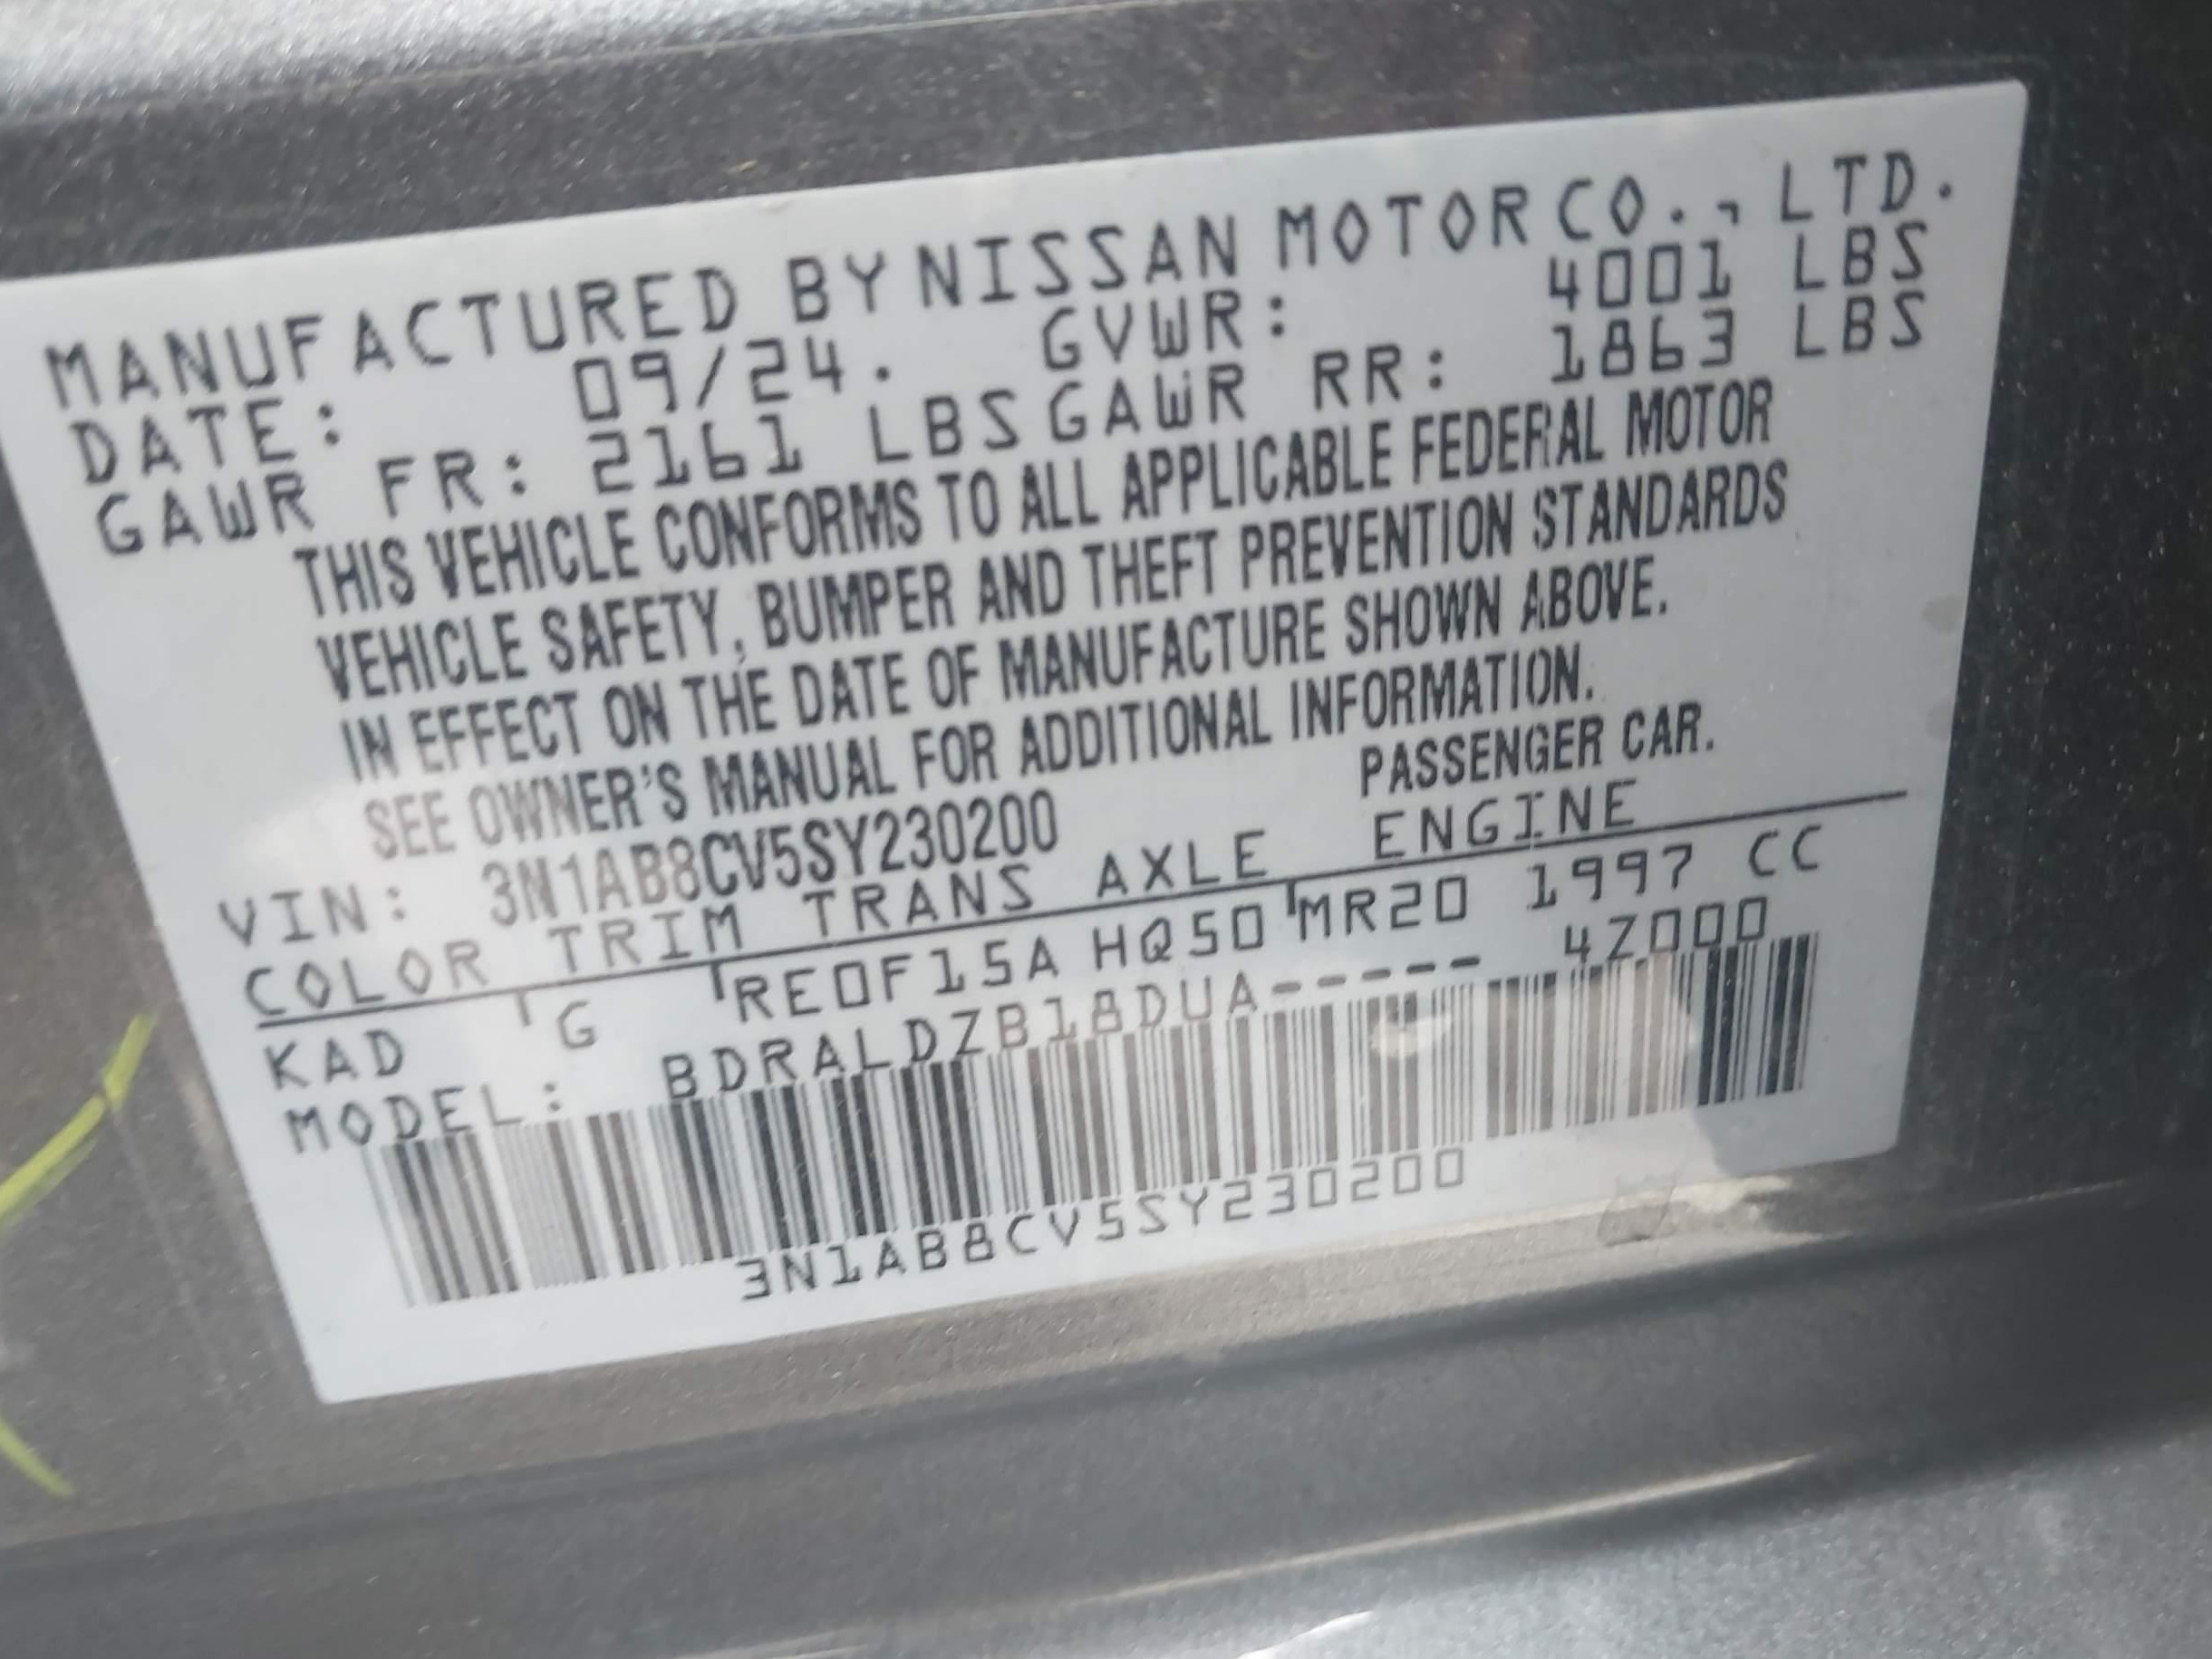 MANUFACTURED BY NISSAN MOTOR CO., LTD.
DATE: 09/24. GVWR: 4001 LBS
GAWR FR: 2161 LBS GAWR RR: 1863 LBS
THIS VEHICLE CONFORMS TO ALL APPLICABLE FEDERAL MOTOR
VEHICLE SAFETY, BUMPER AND THEFT PREVENTION STANDARDS
IN EFFECT ON THE DATE OF MANUFACTURE SHOWN ABOVE.
SEE OWNER'S MANUAL FOR ADDITIONAL INFORMATION.
VIN: 3N1AB8CV5SY230200 PASSENGER CAR.
COLOR TRIM TRANS AXLE ENGINE
KAD G RE0F15A HQ50 MR20 1997 CC
MODEL: BDRALDZB18DUA----- 4Z000
3N1AB8CV5SY230200